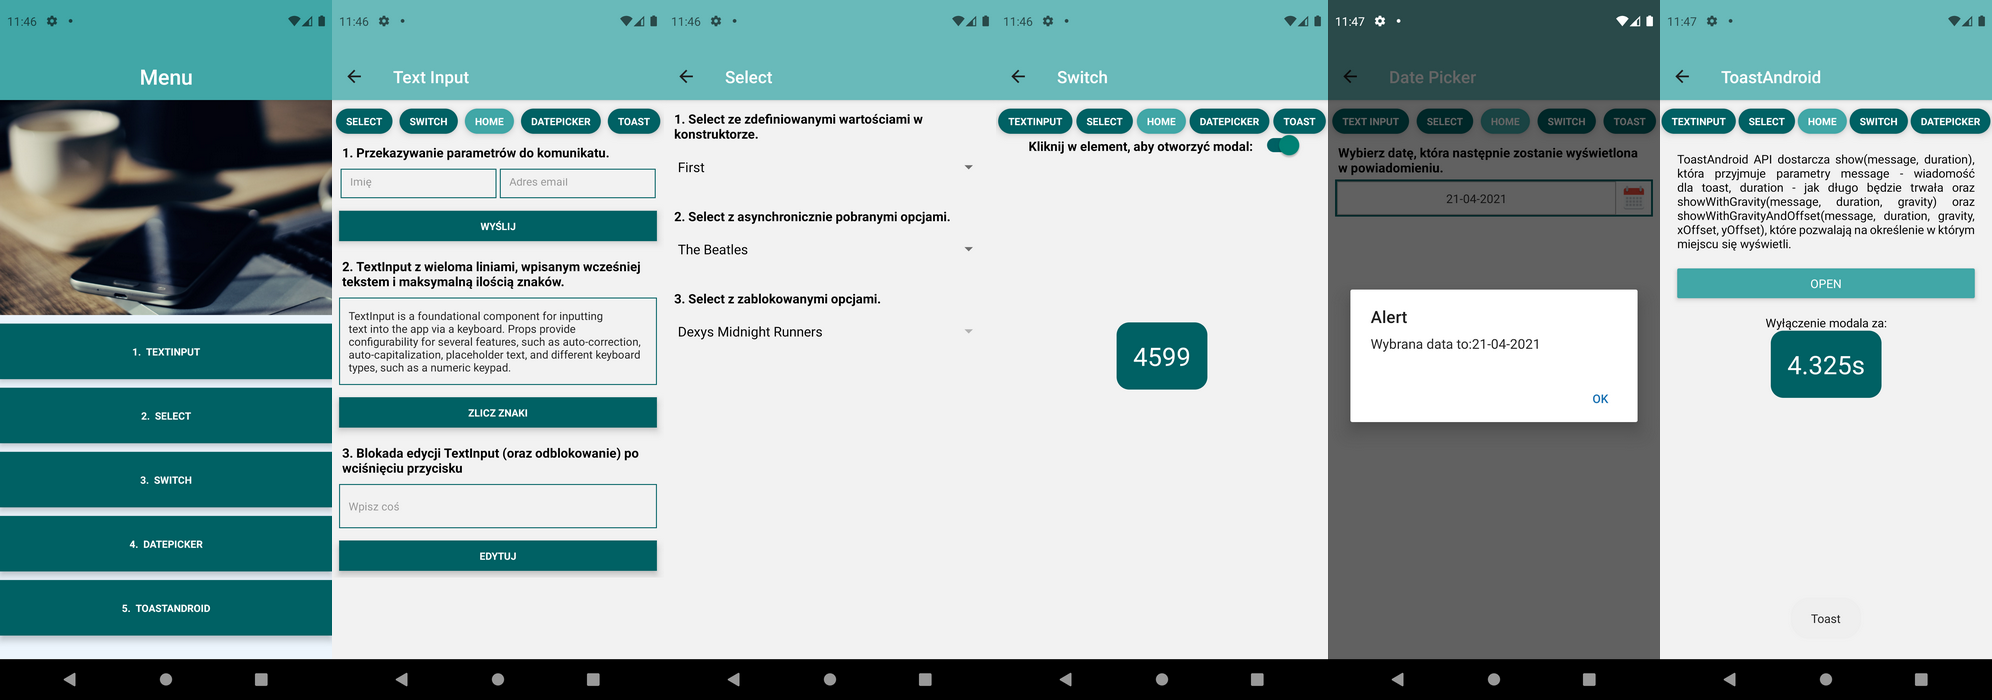 11:46
Menu
1. TEXTINPUT
2. SELECT
3. SWITCH
4. DATEPICKER
5. TOASTANDROID
11:46
Text Input
SELECT SWITCH HOME DATEPICKER TOAST
1. Przekazywanie parametrów do komunikatu.
Imię Adres email
WYŚLIJ
2. TextInput z wieloma liniami, wpisanym wcześniej
tekstem i maksymalną ilością znaków.
TextInput is a foundational component for inputting
text into the app via a keyboard. Props provide
configurability for several features, such as auto-correction,
auto-capitalization, placeholder text, and different keyboard
types, such as a numeric keypad.
ZLICZ ZNAKI
3. Blokada edycji TextInput (oraz odblokowanie) po
wciśnięciu przycisku
Wpisz coś
EDYTUJ
11:46
Select
1. Select ze zdefiniowanymi wartościami w
konstruktorze.
First
2. Select z asynchronicznie pobranymi opcjami.
The Beatles
3. Select z zablokowanymi opcjami.
Dexys Midnight Runners
11:46
Switch
TEXTINPUT SELECT HOME DATEPICKER TOAST
Kliknij w element, aby otworzyć modal:
4599
11:47
Date Picker
TEXT INPUT SELECT HOME SWITCH TOAST
Wybierz datę, która następnie zostanie wyświetlona
w powiadomieniu.
21-04-2021
Alert
Wybrana data to:21-04-2021
OK
11:47
ToastAndroid
TEXTINPUT SELECT HOME SWITCH DATEPICKER
ToastAndroid API dostarcza show(message, duration),
która przyjmuje parametry message - wiadomość
dla toast, duration - jak długo będzie trwała oraz
showWithGravity(message, duration, gravity) oraz
showWithGravityAndOffset(message, duration, gravity,
xOffset, yOffset), które pozwalają na określenie w którym
miejscu się wyświetli.
OPEN
Wyłączenie modala za:
4.325s
Toast